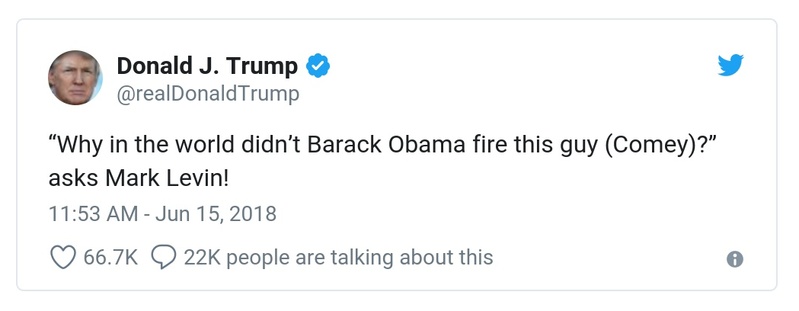 Donald J. Trump
@realDonaldTrump
“Why in the world didn’t Barack Obama fire this guy (Comey)?”
asks Mark Levin!
11:53 AM - Jun 15, 2018
66.7K 22K people are talking about this